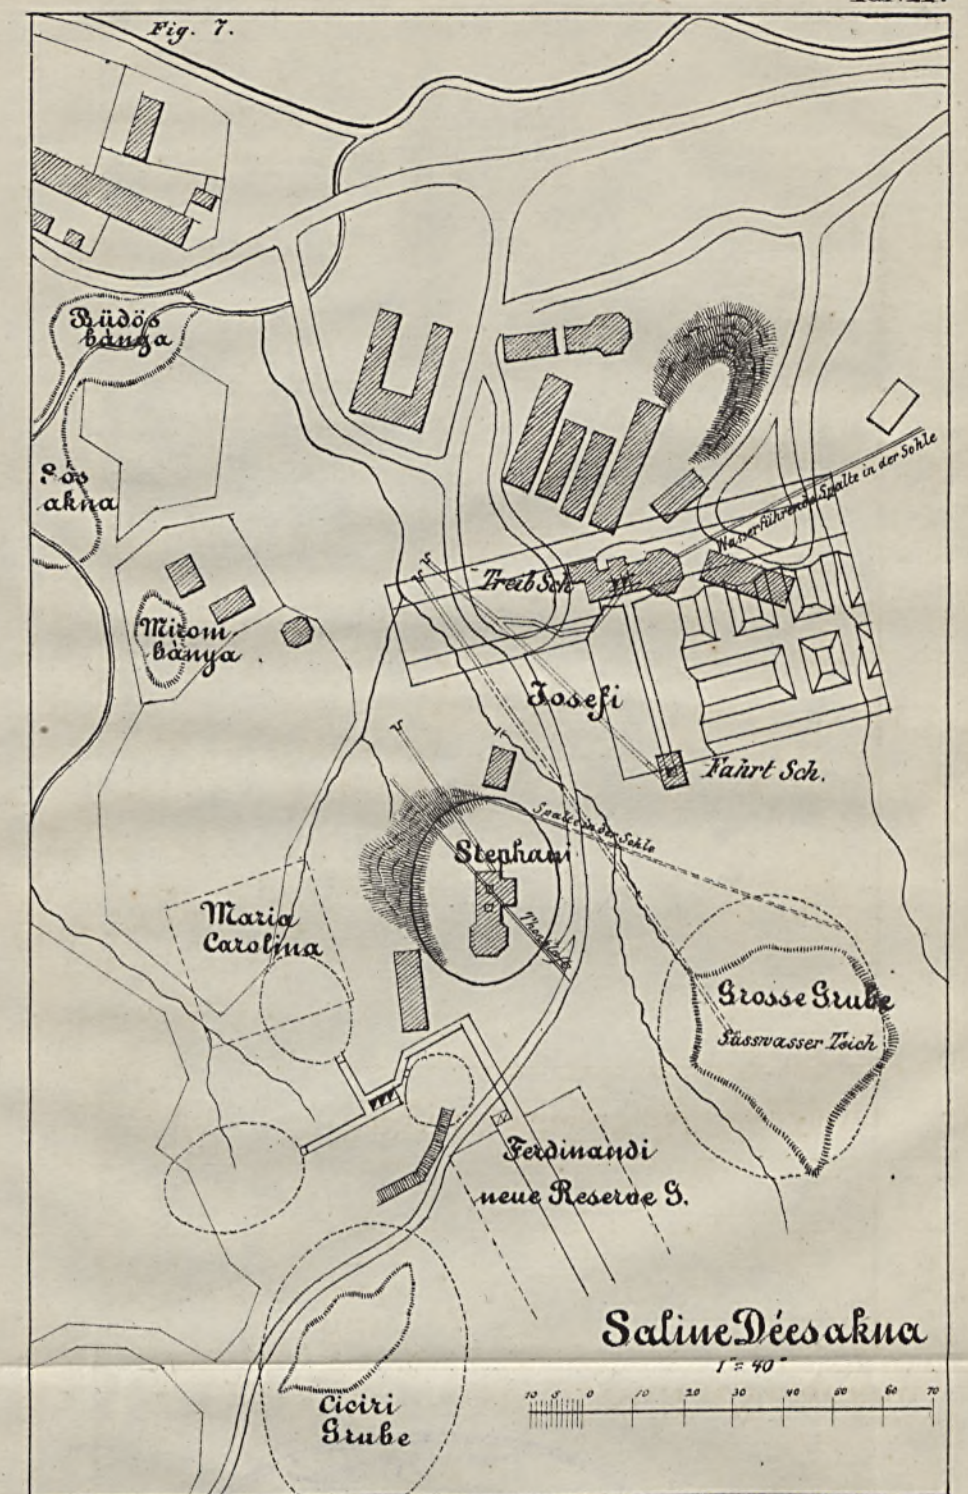 Fig. 7.
Büdös
bánya
Sós
akna
Mirom
bánya
Wasserführende Spalte in der Sohle
Treib Sch.
Josefi
Fahrt Sch.
Spalte in der Sohle
Stephani
Maria
Carolina
Grosse Grube
Süsswasser Teich
Ferdinandi
neue Reserve G.
Saline Déesakna
1" = 40°
10 5 0 10 20 30 40 50 60 70
Ciciri
Grube